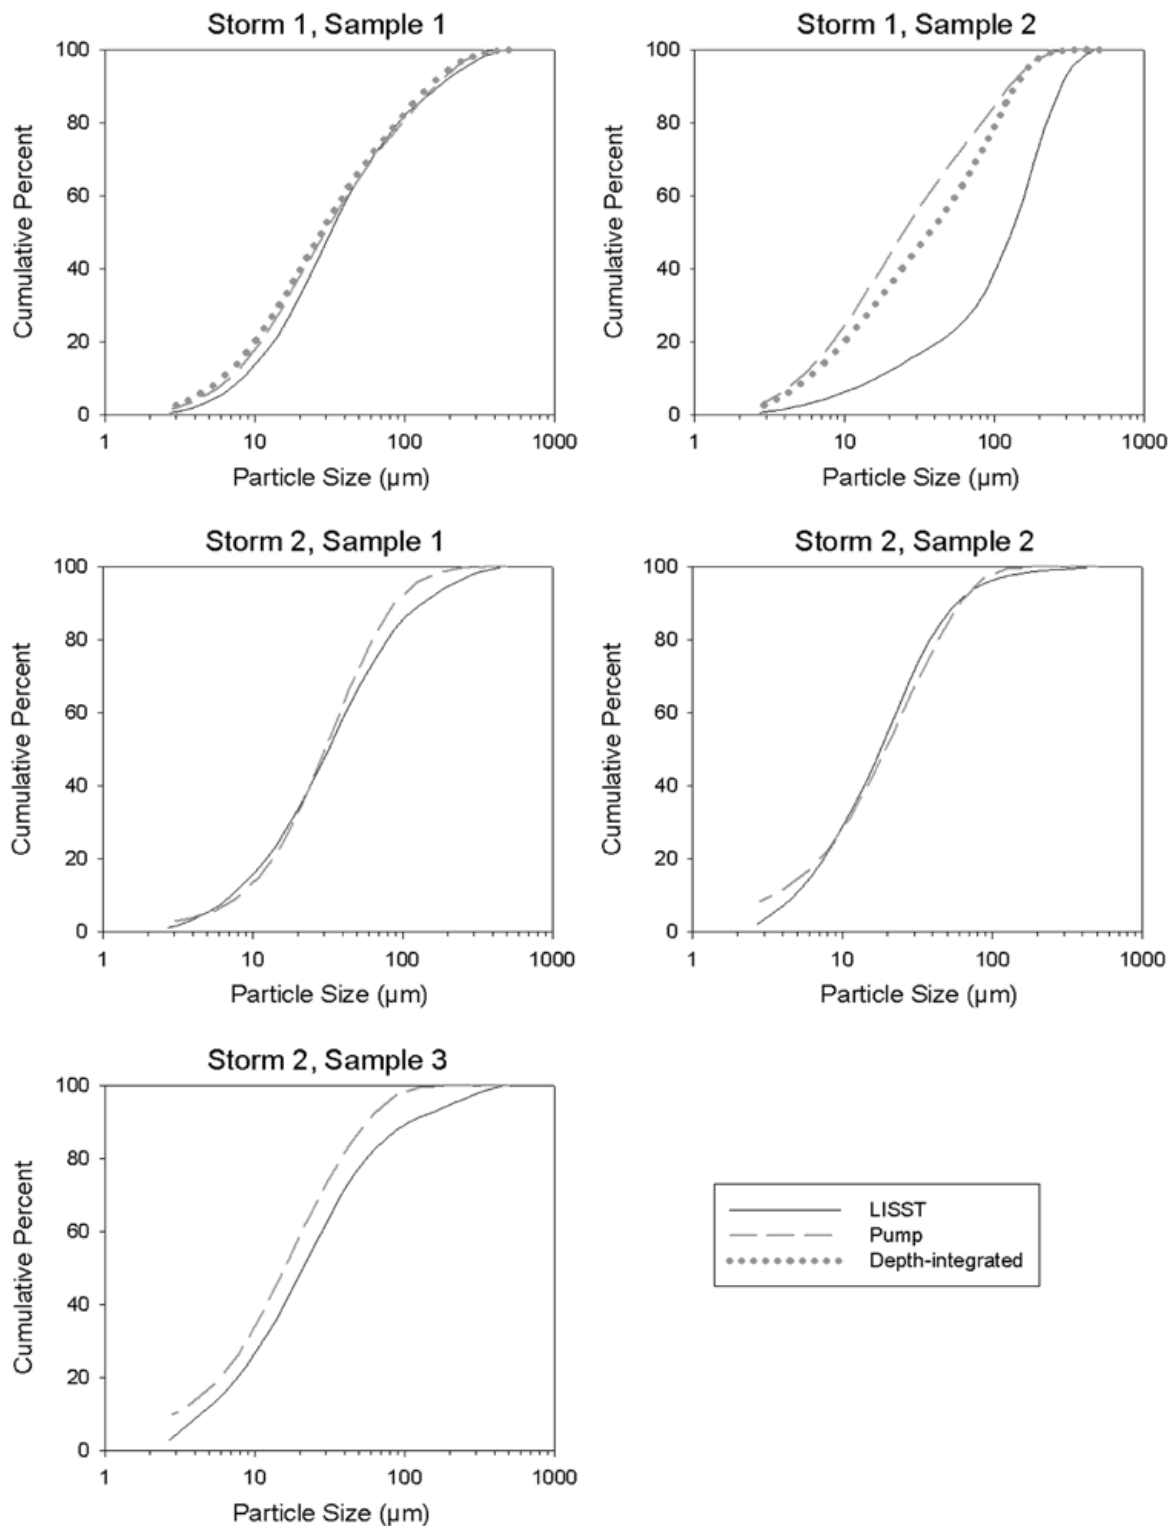 Storm 1, Sample 1
Cumulative Percent
100
80
60
40
20
0
1 10 100 1000
Particle Size (µm)
Storm 1, Sample 2
Cumulative Percent
100
80
60
40
20
0
1 10 100 1000
Particle Size (µm)
Storm 2, Sample 1
Cumulative Percent
100
80
60
40
20
0
1 10 100 1000
Particle Size (µm)
Storm 2, Sample 2
Cumulative Percent
100
80
60
40
20
0
1 10 100 1000
Particle Size (µm)
Storm 2, Sample 3
Cumulative Percent
100
80
60
40
20
0
1 10 100 1000
Particle Size (µm)
LISST
Pump
Depth-integrated